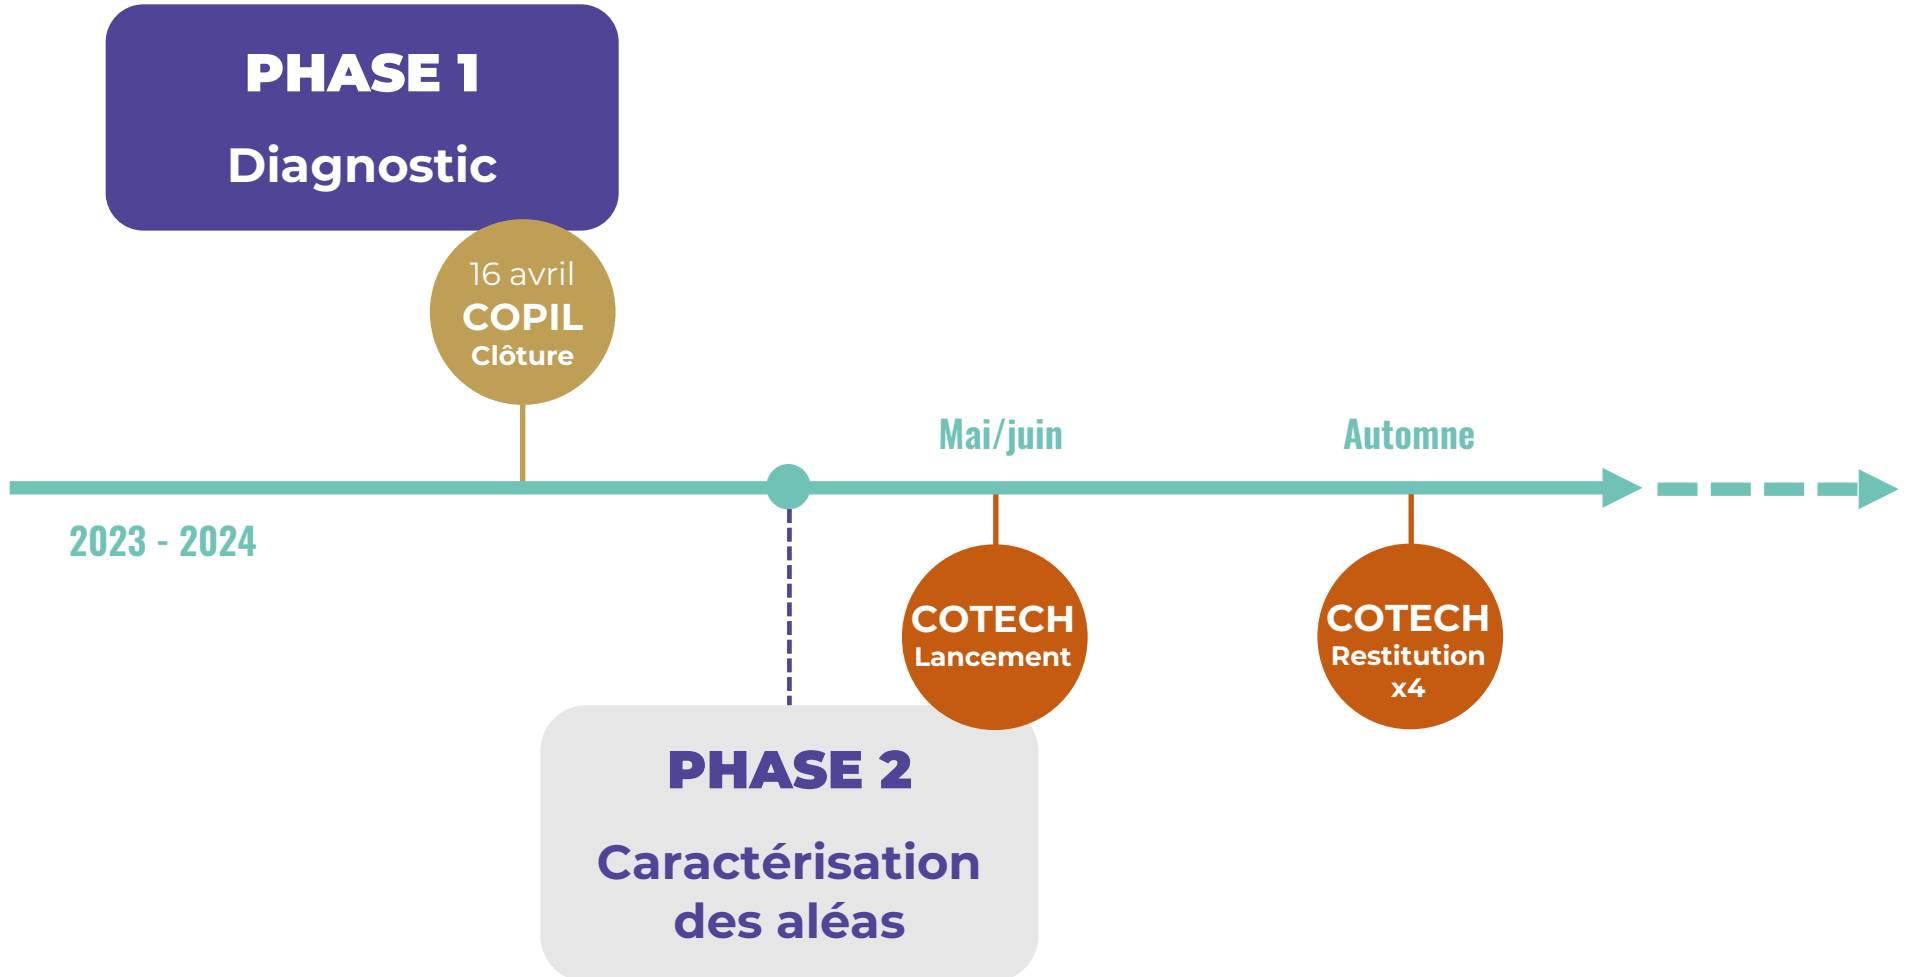 PHASE 1
Diagnostic
16 avril
COPIL
Clôture
Mai/juin
Automne
2023 - 2024
COTECH
Lancement
COTECH
Restitution
x4
PHASE 2
Caractérisation
des aléas